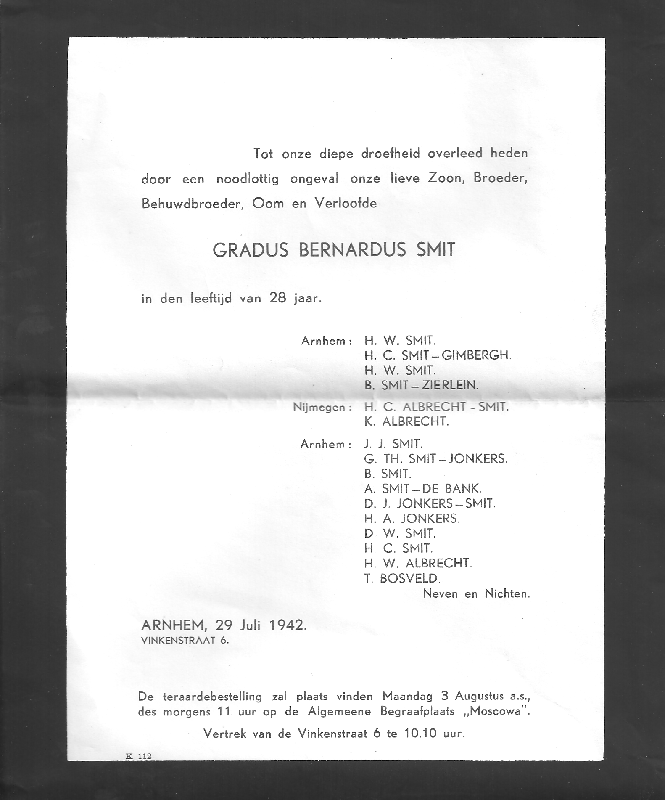 Tot onze diepe droefheid overleed heden
door een noodlottig ongeval onze lieve Zoon, Broeder,
Behuwdbroeder, Oom en Verloofde
GRADUS BERNARDUS SMIT
in den leeftijd van 28 jaar.
Arnhem: H. W. SMIT.
H. C. SMIT–GIMBERGH.
H. W. SMIT.
B. SMIT–ZIERLEIN.
Nijmegen: H. C. ALBRECHT-SMIT.
K. ALBRECHT.
Arnhem: J. J. SMIT.
G. TH. SMIT–JONKERS.
B. SMIT.
A. SMIT–DE BANK.
D. J. JONKERS–SMIT.
H. A. JONKERS.
D W. SMIT.
H C. SMIT.
H. W. ALBRECHT.
T. BOSVELD.
Neven en Nichten.
ARNHEM, 29 Juli 1942.
VINKENSTRAAT 6.
De teraardebestelling zal plaats vinden Maandag 3 Augustus a.s.,
des morgens 11 uur op de Algemeene Begraafplaats „Moscowa".
Vertrek van de Vinkenstraat 6 te 10.10 uur.
K 112